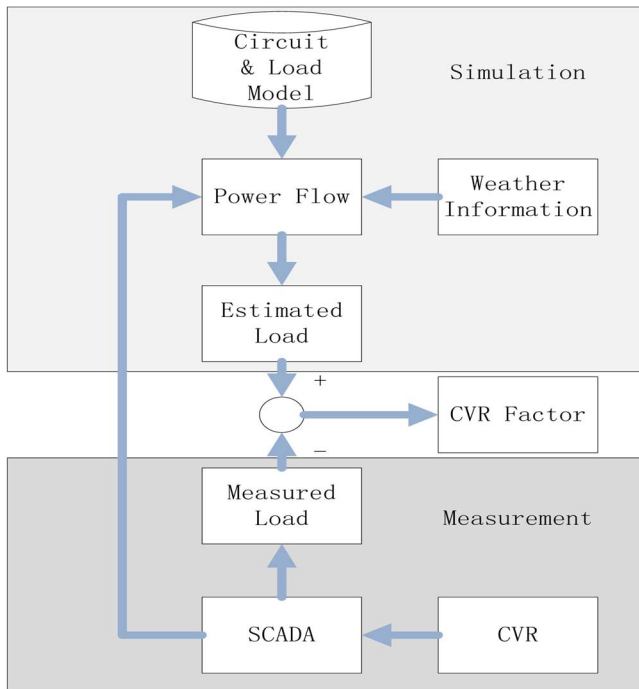 Circuit
& Load
Model
Simulation
Power Flow
Weather
Information
Estimated
Load
+
CVR Factor
−
Measured
Load
Measurement
SCADA
CVR